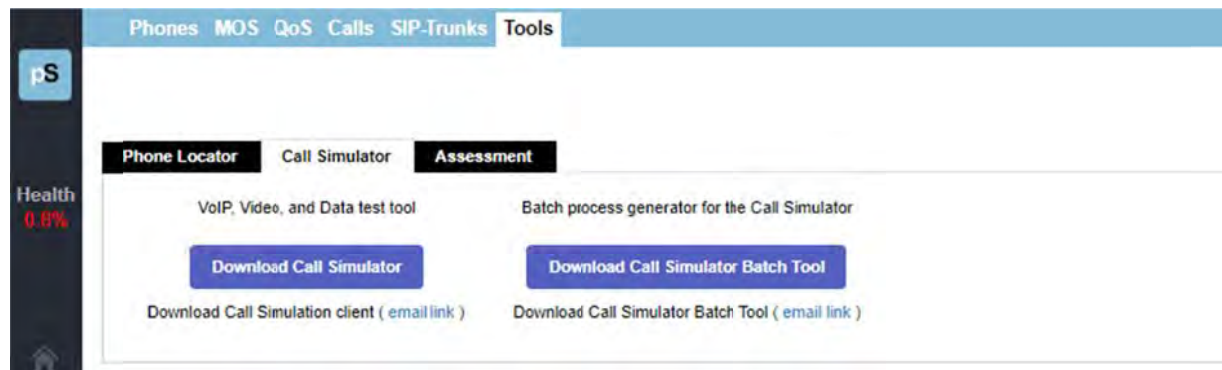 Phones MOS QoS Calls SIP-Trunks Tools
pS
Phone Locator Call Simulator Assessment
Health
0.8%
VoIP, Video, and Data test tool
Batch process generator for the Call Simulator
Download Call Simulator
Download Call Simulator Batch Tool
Download Call Simulation client ( email link )
Download Call Simulator Batch Tool ( email link )